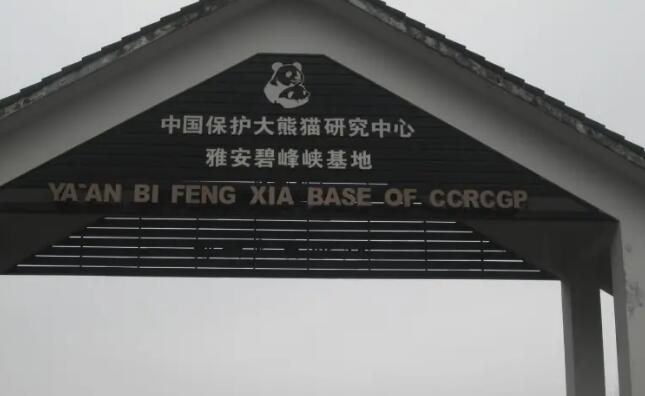 中国保护大熊猫研究中心
雅安碧峰峡基地
YA'AN BI FENG XIA BASE OF CCRCGP